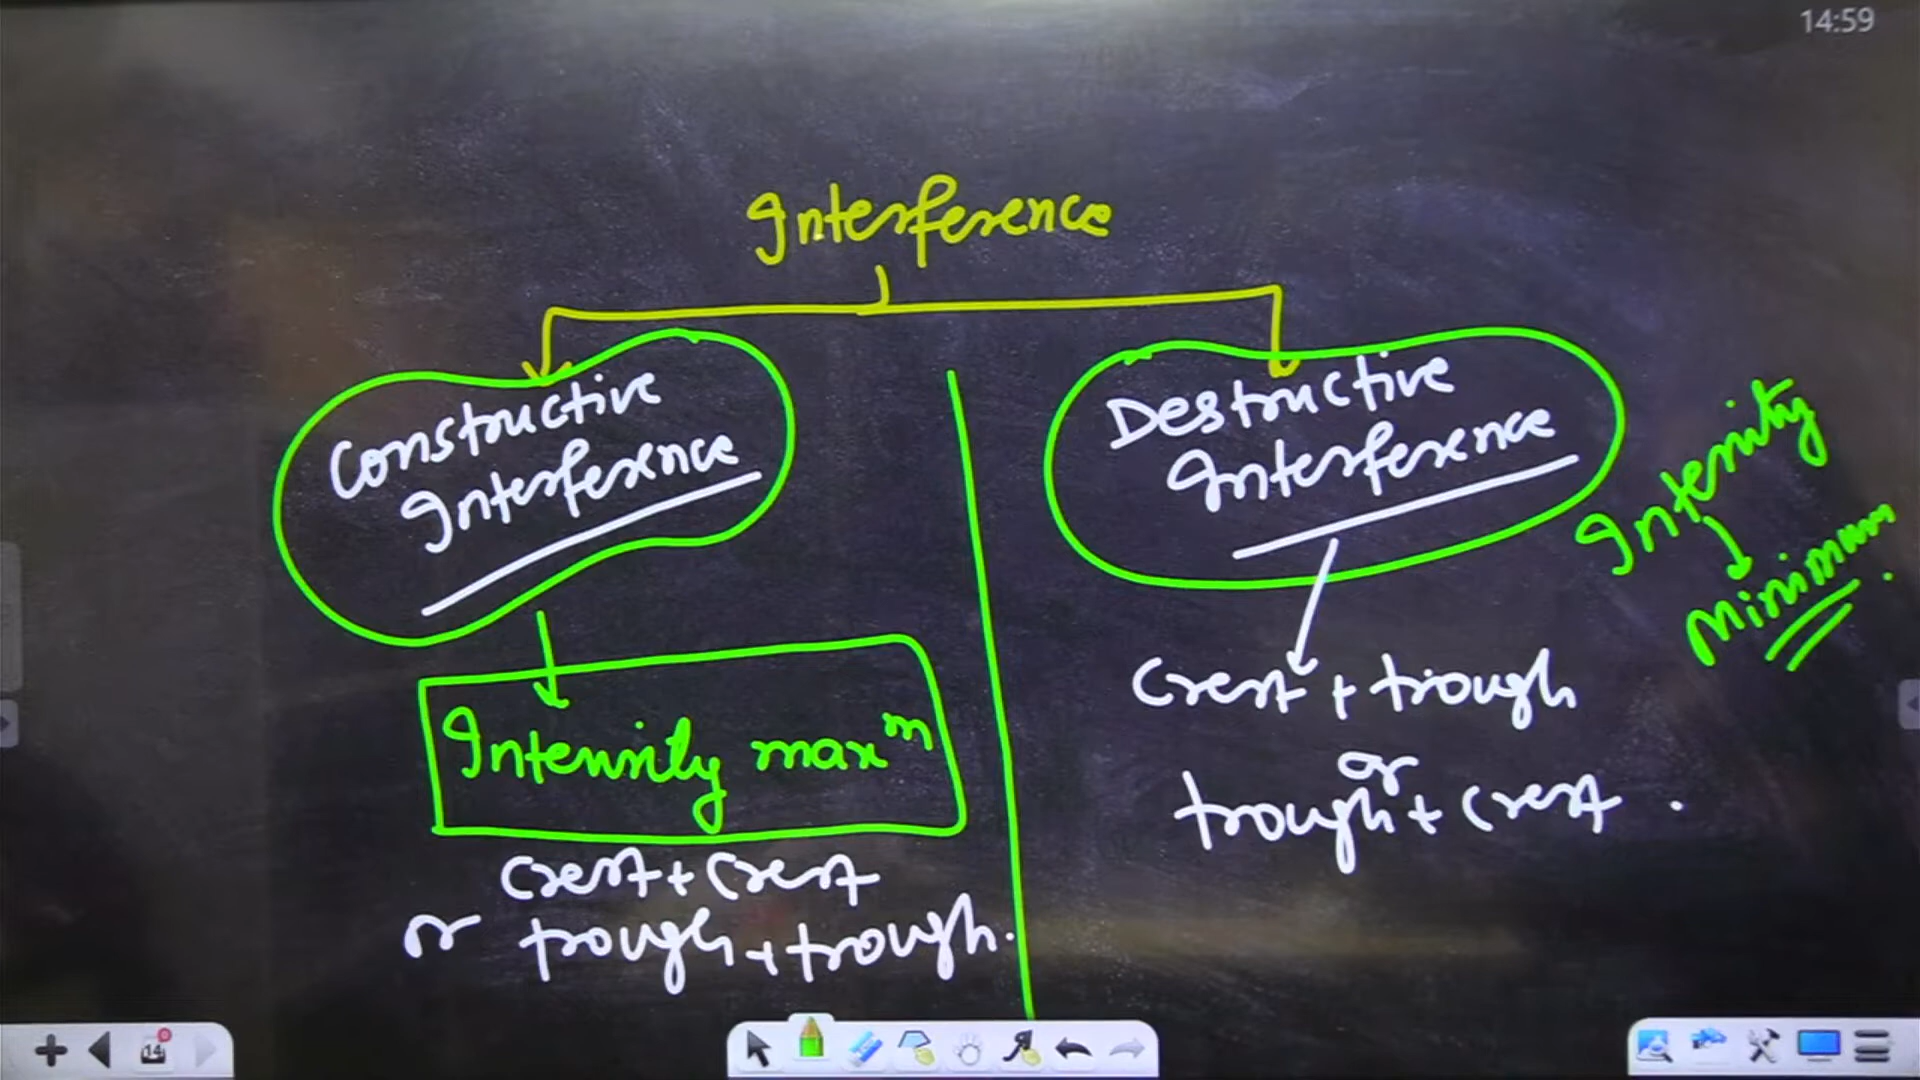 14:59
Interference
Constructive
Interference
Destructive
Interference
Intensity
Minimum.
Intensity maxᵐ
crest + crest
or trough + trough.
crest + trough
or
trough + crest.
14